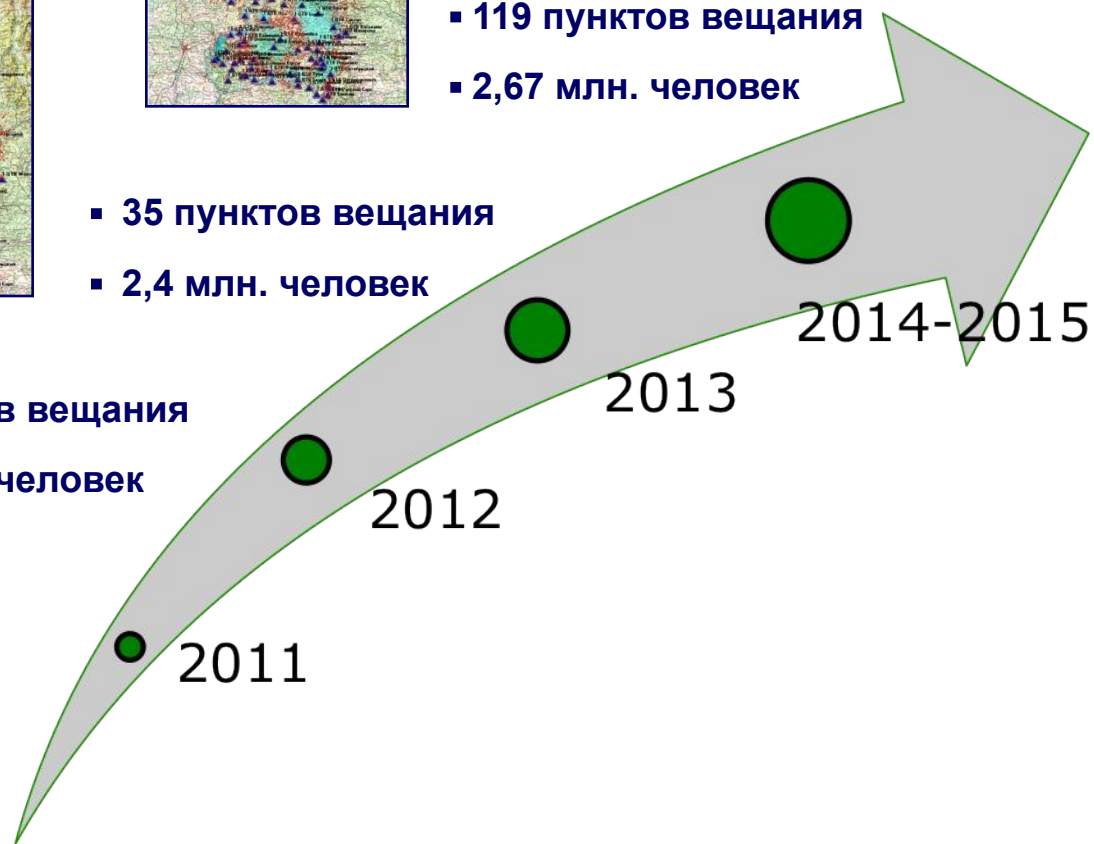 ▪ 119 пунктов вещания
▪ 2,67 млн. человек
▪ 35 пунктов вещания
▪ 2,4 млн. человек
2014-2015
2013
в вещания
человек
2012
2011